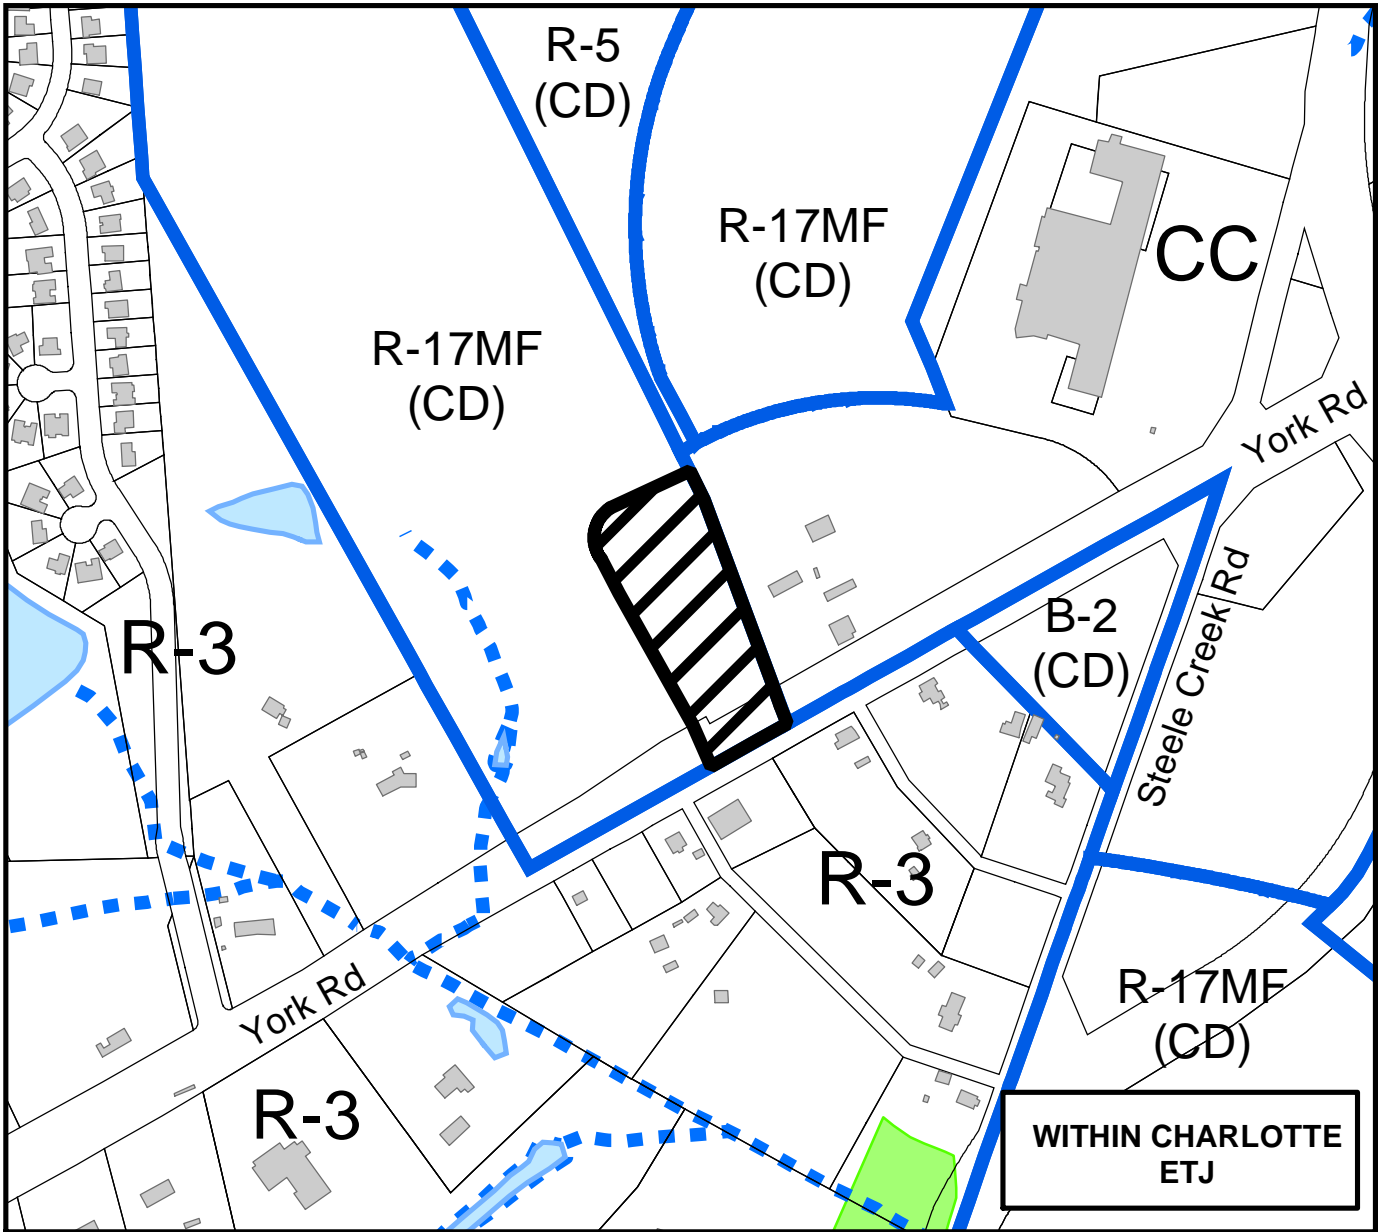 R-5
(CD)
R-17MF
(CD)
CC
R-17MF
(CD)
York Rd
B-2
(CD)
Steele Creek Rd
R-3
R-3
York Rd
R-17MF
(CD)
R-3
WITHIN CHARLOTTE
ETJ